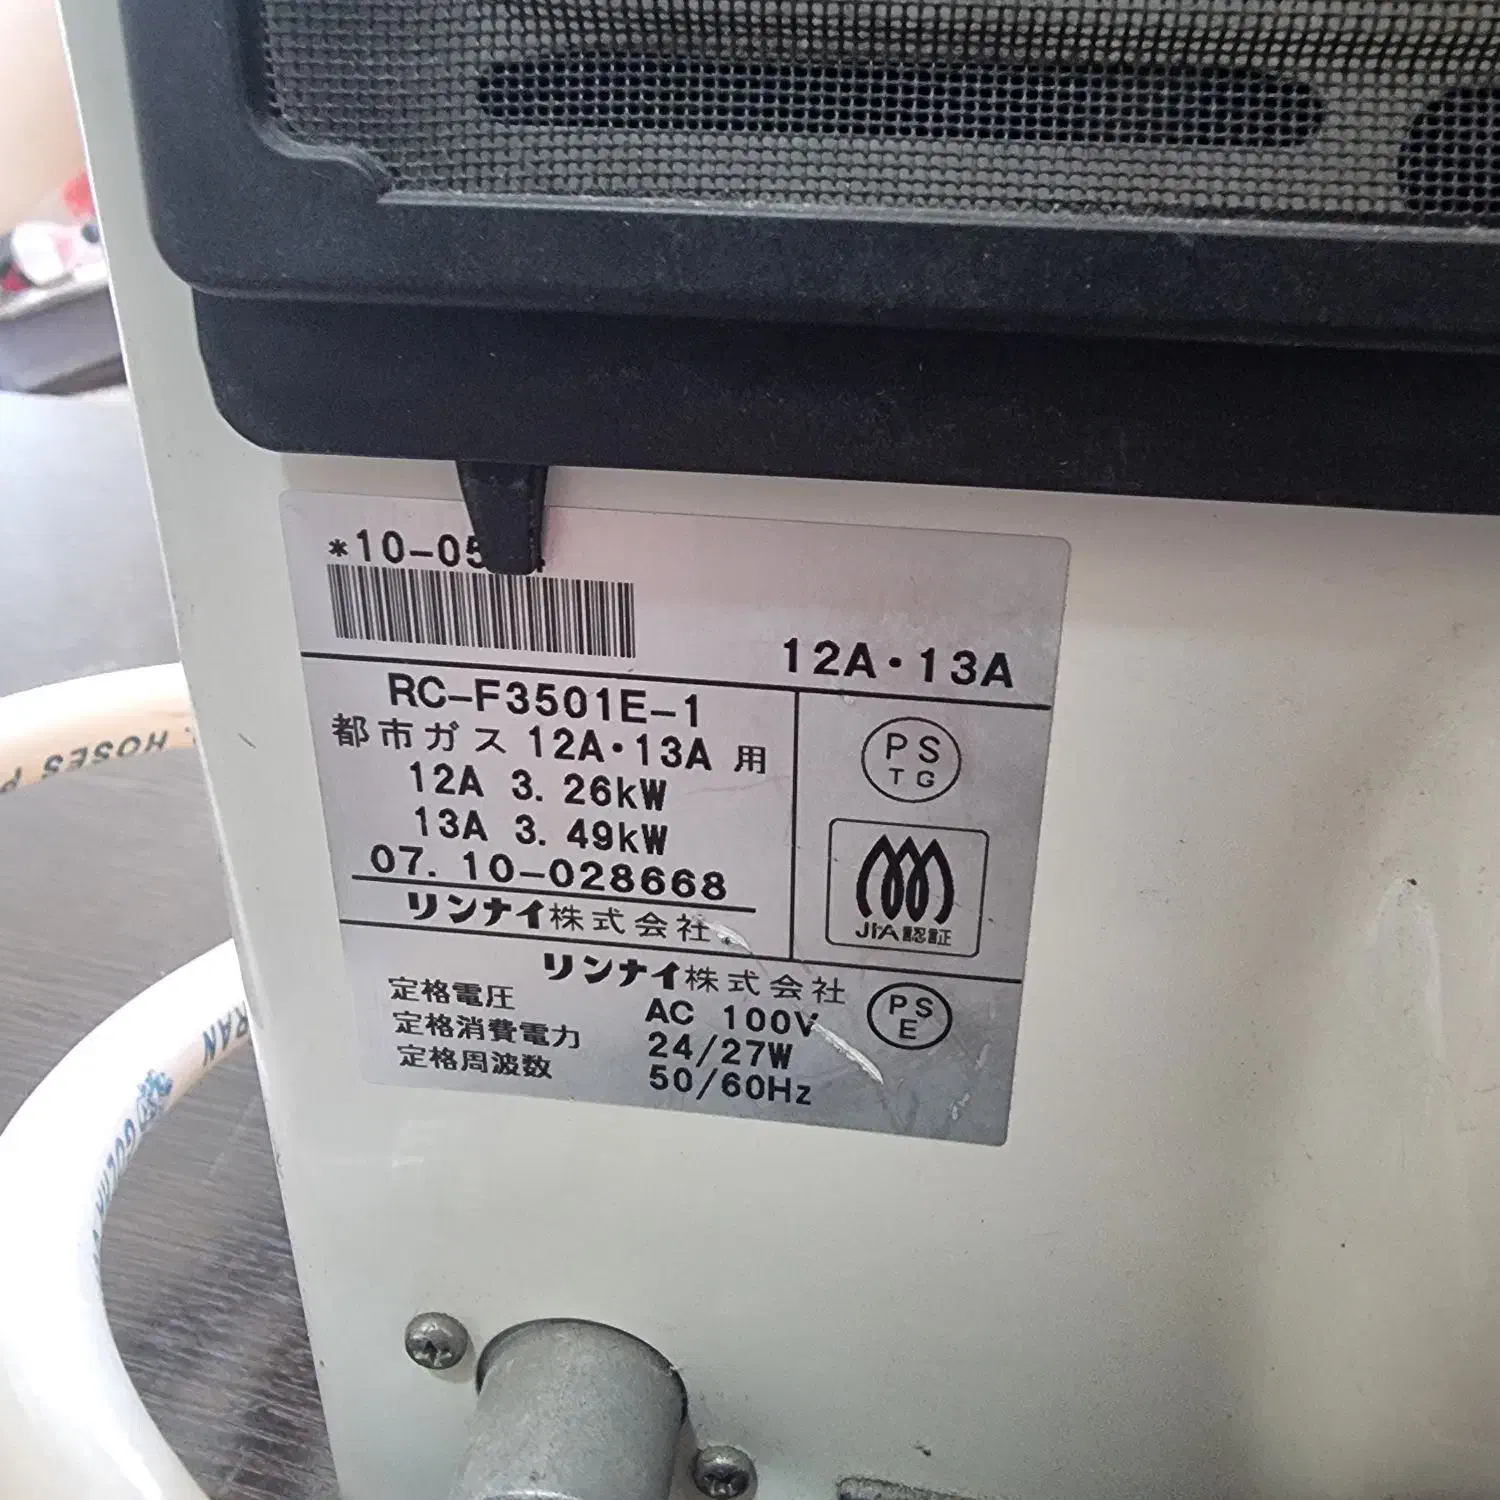 *10-05
12A・13A
RC-F3501E-1
都市ガス 12A・13A 用
12A 3.26kW
13A 3.49kW
07.10-028668
リンナイ株式会社
PS
TG
JIA認証
リンナイ株式会社
定格電圧 AC 100V
定格消費電力 24/27W
定格周波数 50/60Hz
PS
E
HOSES P
RAN